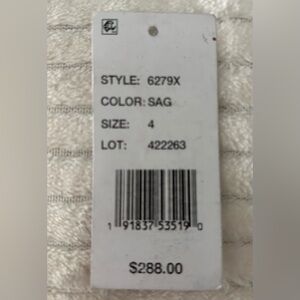 STYLE: 6279X
COLOR: SAG
SIZE: 4
LOT: 422263
1 91837 53519 0
$288.00